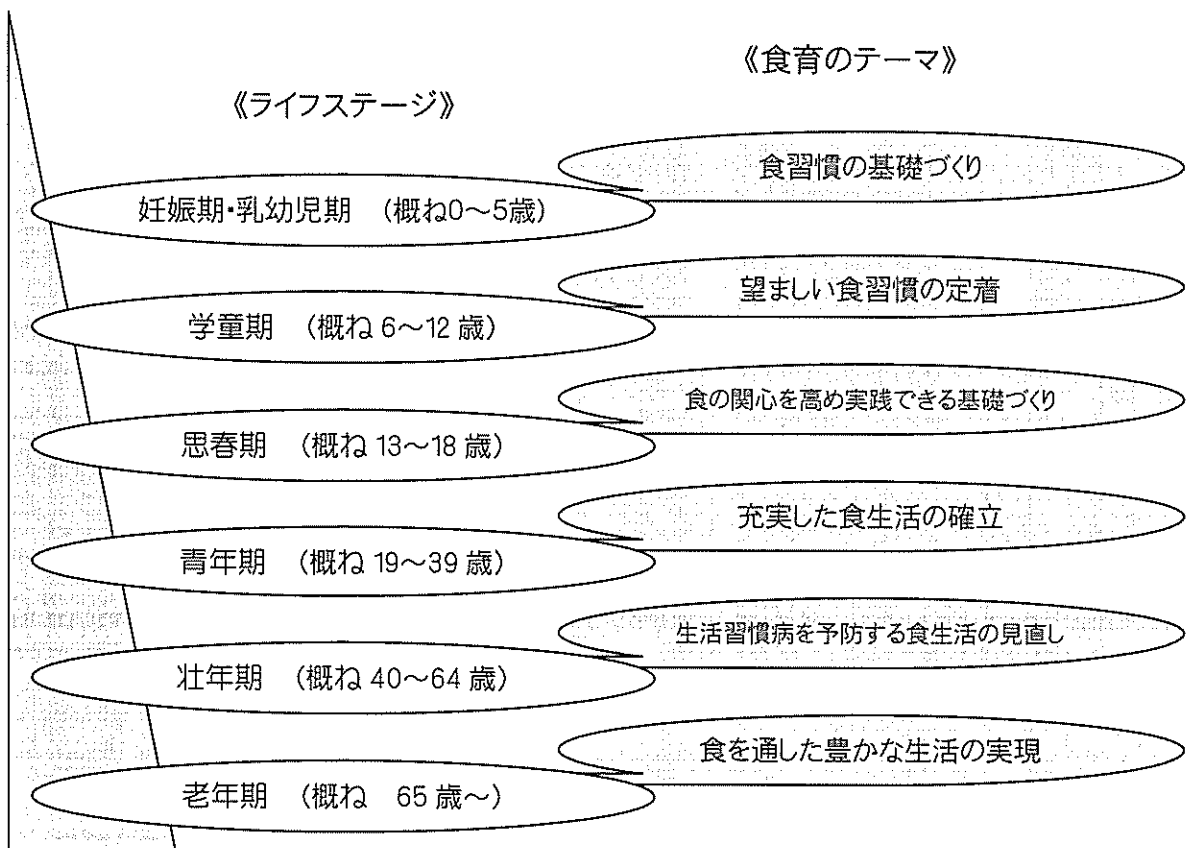 《食育のテーマ》
《ライフステージ》
食習慣の基礎づくり
妊娠期・乳幼児期 (概ね0～5歳)
望ましい食習慣の定着
学童期 (概ね 6～12 歳)
食の関心を高め実践できる基礎づくり
思春期 (概ね 13～18 歳)
充実した食生活の確立
青年期 (概ね 19～39 歳)
生活習慣病を予防する食生活の見直し
壮年期 (概ね 40～64 歳)
食を通した豊かな生活の実現
老年期 (概ね 65 歳～)